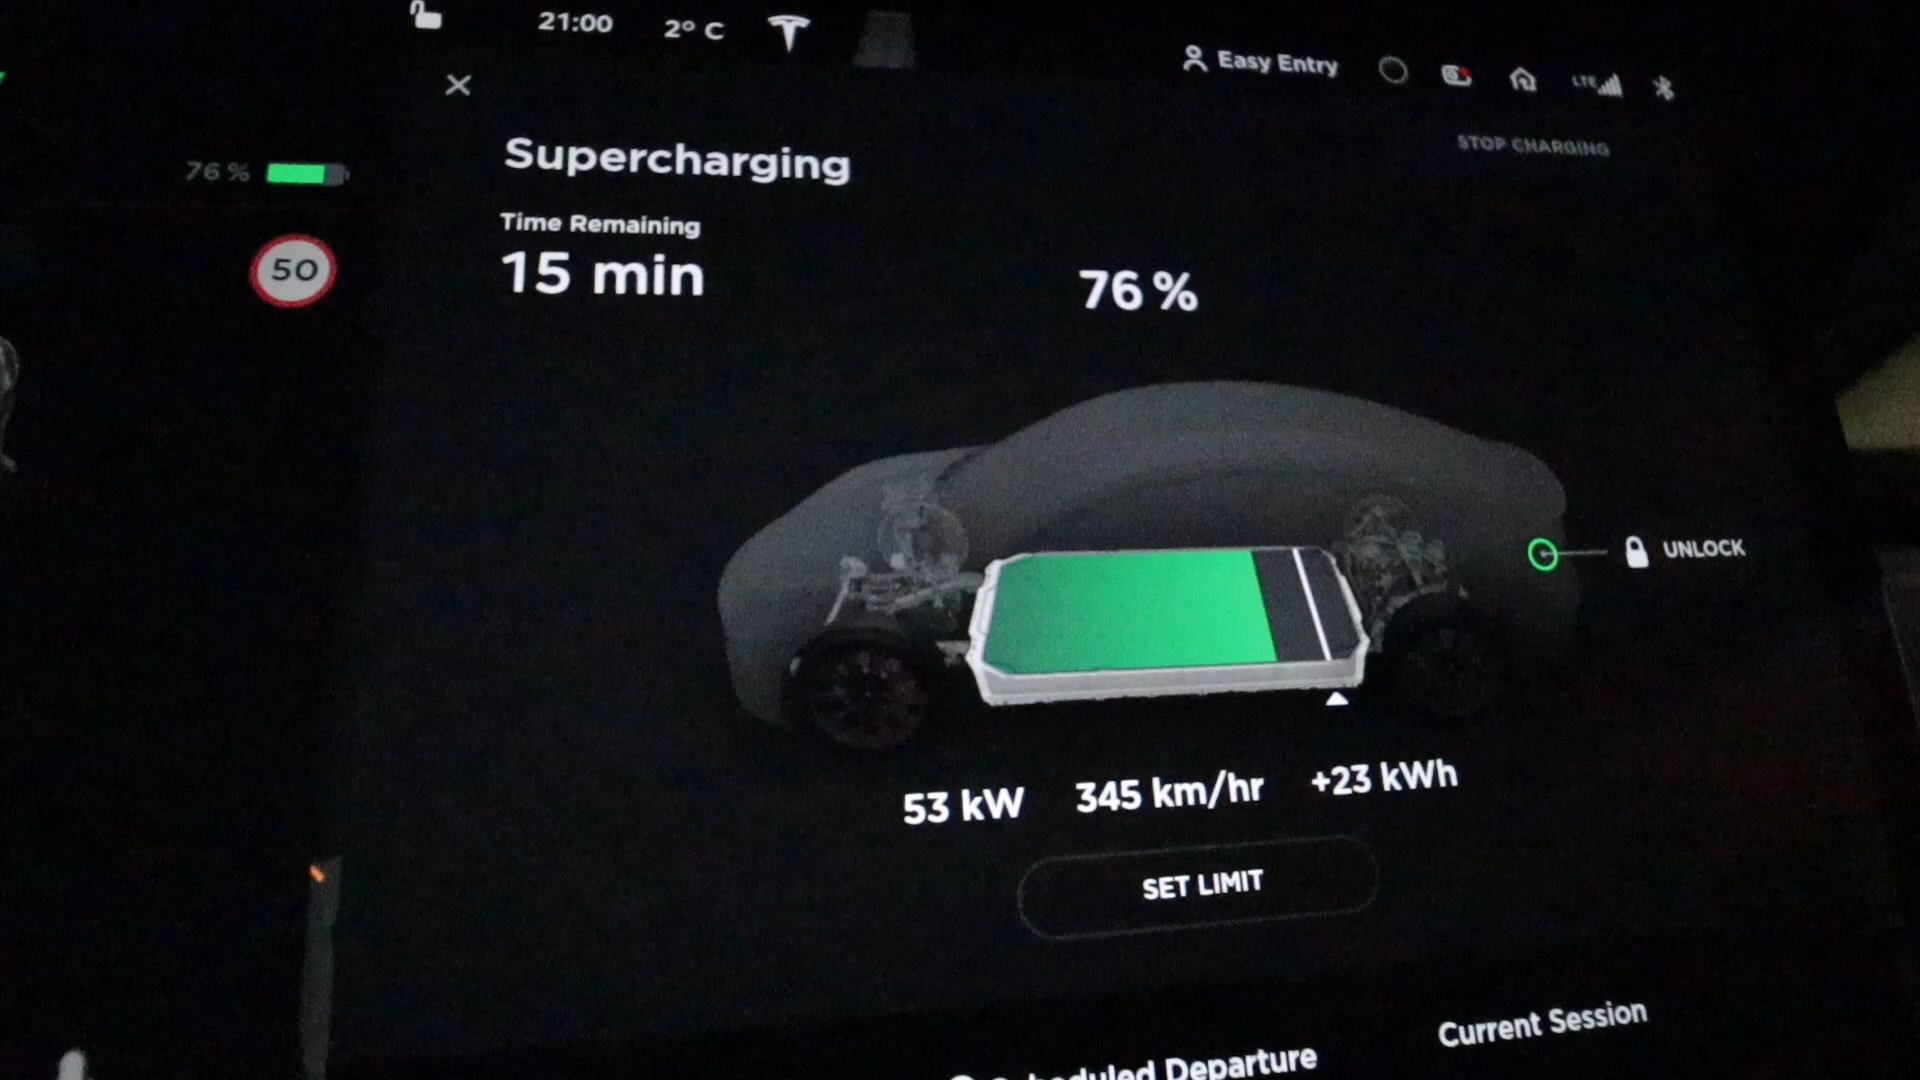 21:00 2° C
Easy Entry LTE
STOP CHARGING
Supercharging
76 %
Time Remaining
15 min
50
76 %
UNLOCK
53 kW 345 km/hr +23 kWh
SET LIMIT
Current Session
Scheduled Departure